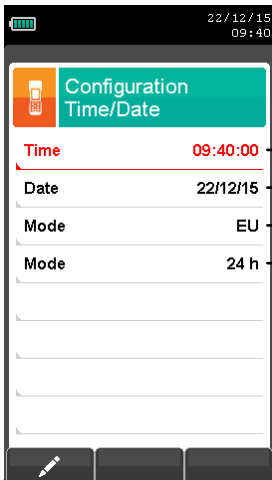 22/12/15
09:40
Configuration
Time/Date
Time 09:40:00
Date 22/12/15
Mode EU
Mode 24 h